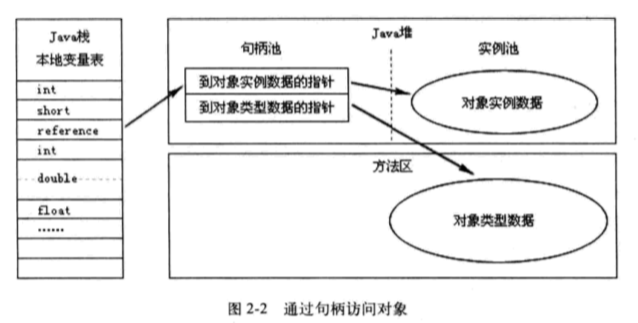 Java栈
本地变量表
int
short
reference
int
double
float
……
Java堆
句柄池
实例池
到对象实例数据的指针
到对象类型数据的指针
对象实例数据
方法区
对象类型数据
图 2-2 通过句柄访问对象